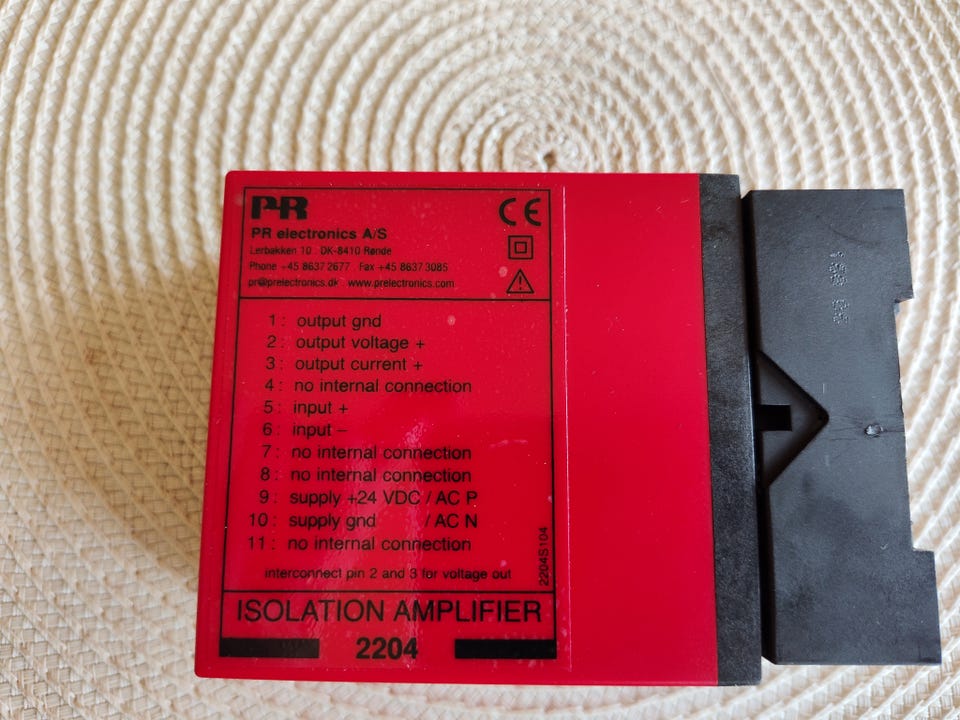 PR
PR electronics A/S
Lerbakken 10 . DK-8410 Rønde
Phone +45 8637 2677 . Fax +45 8637 3085
pr@prelectronics.dk . www.prelectronics.com
CE
1 : output gnd
2 : output voltage +
3 : output current +
4 : no internal connection
5 : input +
6 : input –
7 : no internal connection
8 : no internal connection
9 : supply +24 VDC / AC P
10 : supply gnd / AC N
11 : no internal connection
interconnect pin 2 and 3 for voltage out
2204S104
ISOLATION AMPLIFIER
2204